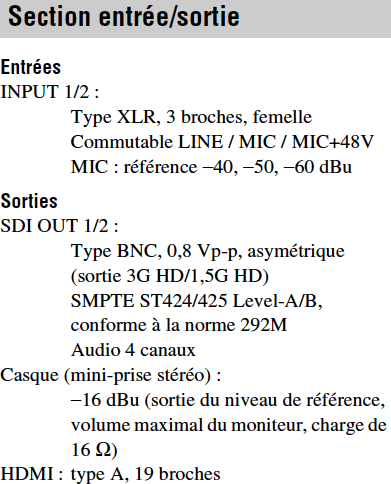 Section entrée/sortie
Entrées
INPUT 1/2 :
Type XLR, 3 broches, femelle
Commutable LINE / MIC / MIC+48V
MIC : référence −40, −50, −60 dBu
Sorties
SDI OUT 1/2 :
Type BNC, 0,8 Vp-p, asymétrique
(sortie 3G HD/1,5G HD)
SMPTE ST424/425 Level-A/B,
conforme à la norme 292M
Audio 4 canaux
Casque (mini-prise stéréo) :
−16 dBu (sortie du niveau de référence,
volume maximal du moniteur, charge de
16 Ω)
HDMI : type A, 19 broches